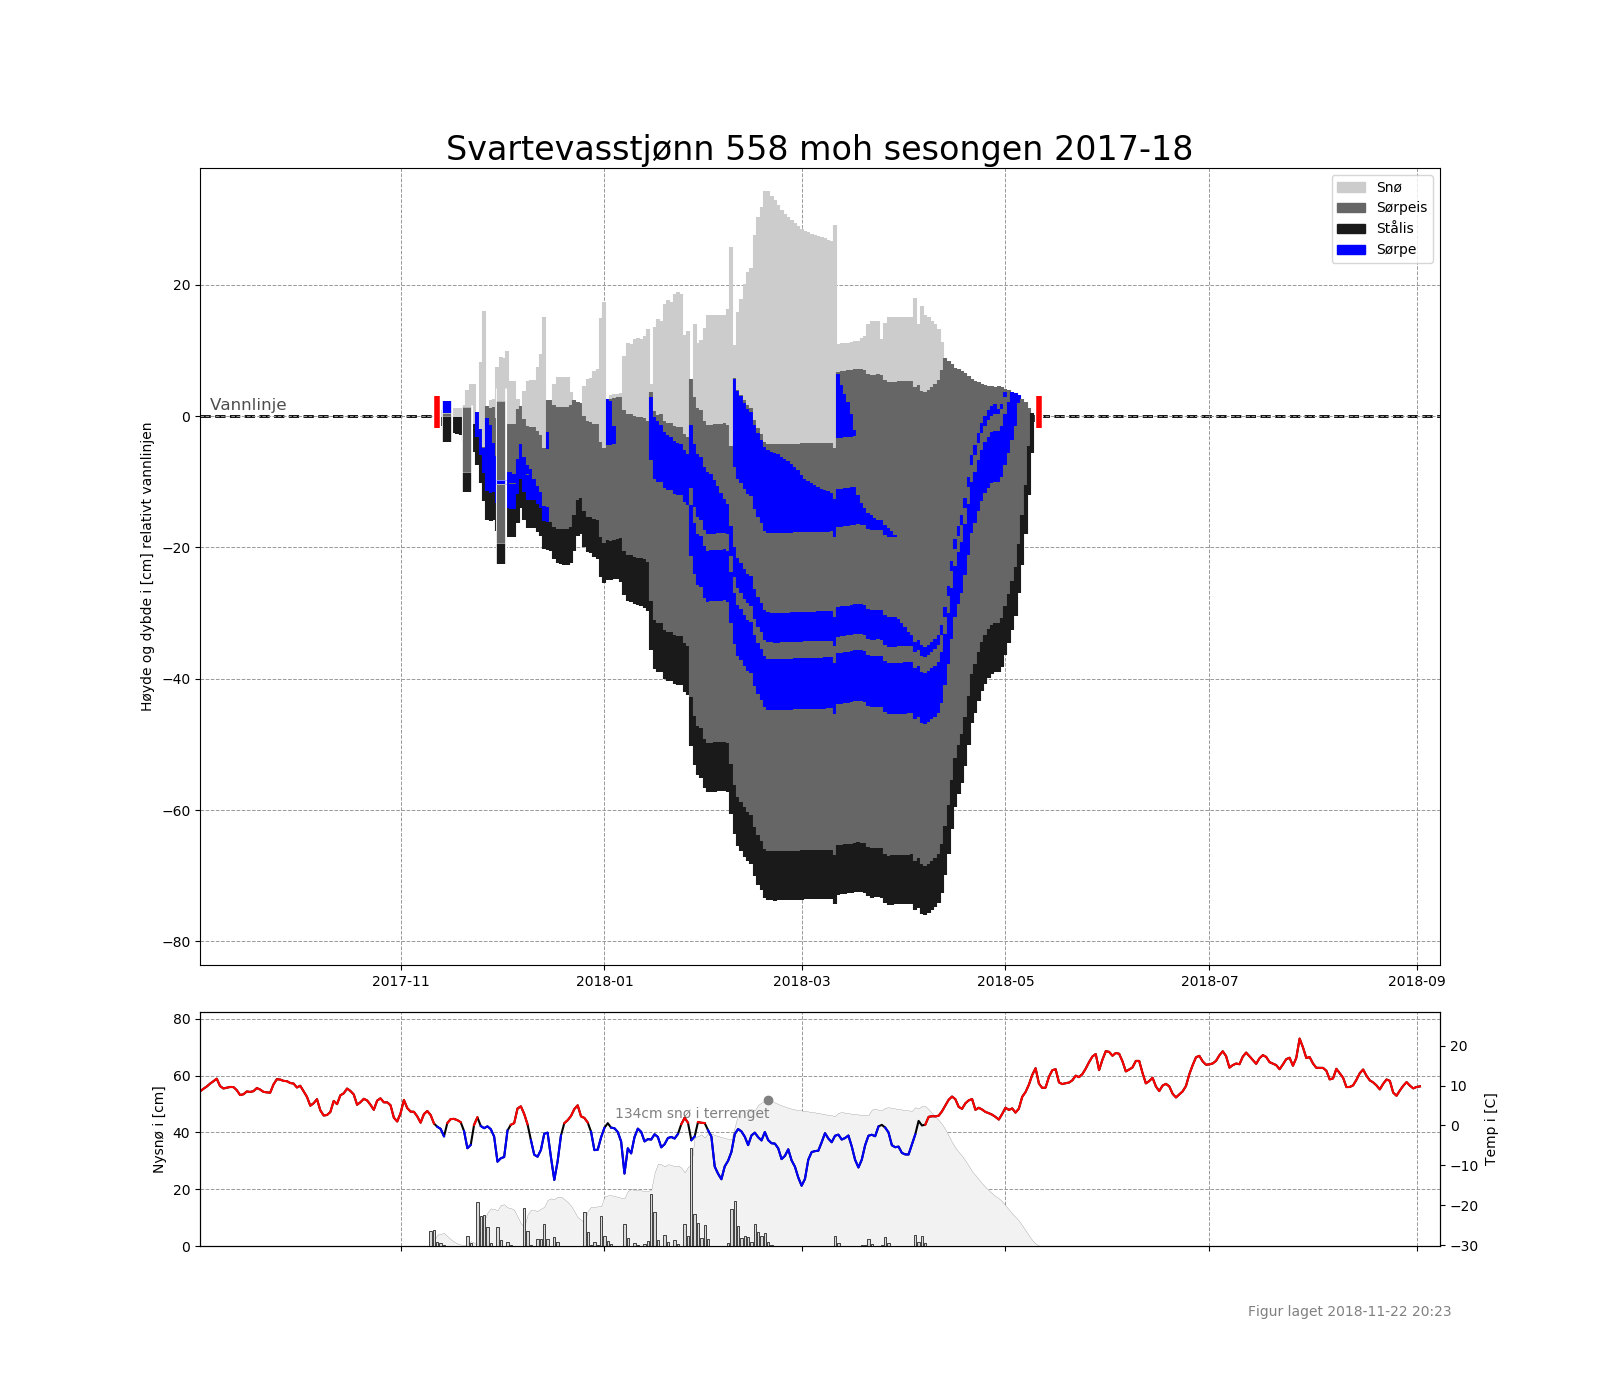 Svartevasstjønn 558 moh sesongen 2017-18
Snø
Sørpeis
Stålis
Sørpe
Vannlinje
Høyde og dybde i [cm] relativt vannlinjen
20
0
−20
−40
−60
−80
2017-11
2018-01
2018-03
2018-05
2018-07
2018-09
134cm snø i terrenget
Nysnø i [cm]
80
60
40
20
0
20
10
0
−10
−20
−30
Temp i [C]
Figur laget 2018-11-22 20:23